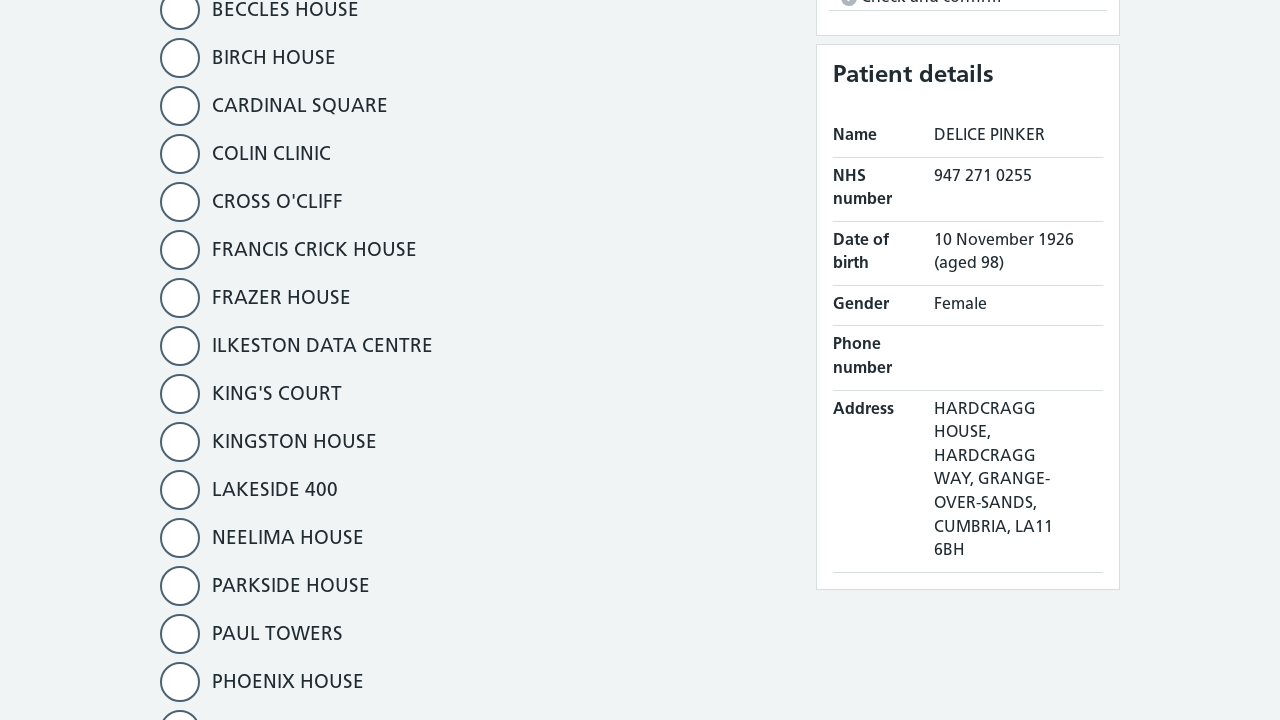 BECCLES HOUSE
BIRCH HOUSE
CARDINAL SQUARE
COLIN CLINIC
CROSS O'CLIFF
FRANCIS CRICK HOUSE
FRAZER HOUSE
ILKESTON DATA CENTRE
KING'S COURT
KINGSTON HOUSE
LAKESIDE 400
NEELIMA HOUSE
PARKSIDE HOUSE
PAUL TOWERS
PHOENIX HOUSE
Check and confirm
Patient details
Name DELICE PINKER
NHS 947 271 0255
number
Date of 10 November 1926
birth (aged 98)
Gender Female
Phone
number
Address HARDCRAGG
HOUSE,
HARDCRAGG
WAY, GRANGE-
OVER-SANDS,
CUMBRIA, LA11
6BH